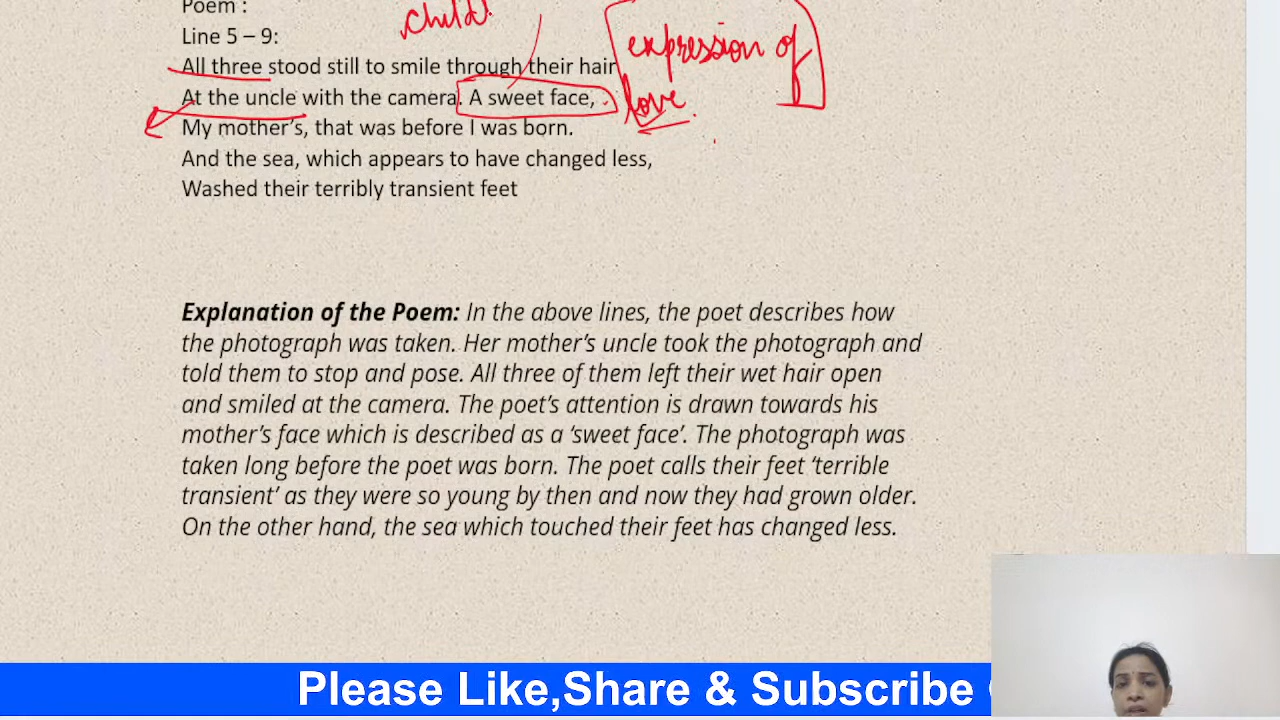 Poem :
child!
Line 5 – 9:
All three stood still to smile through their hair
At the uncle with the camera. A sweet face,
expression of
love.
My mother's, that was before I was born.
And the sea, which appears to have changed less,
Washed their terribly transient feet
Explanation of the Poem: In the above lines, the poet describes how
the photograph was taken. Her mother's uncle took the photograph and
told them to stop and pose. All three of them left their wet hair open
and smiled at the camera. The poet's attention is drawn towards his
mother's face which is described as a ‘sweet face’. The photograph was
taken long before the poet was born. The poet calls their feet ‘terrible
transient’ as they were so young by then and now they had grown older.
On the other hand, the sea which touched their feet has changed less.
Please Like,Share & Subscribe